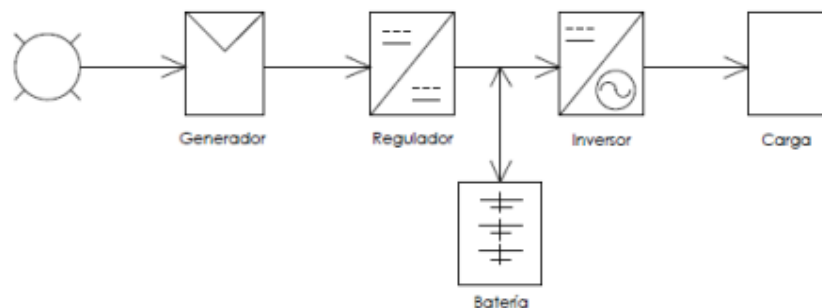 Generador
Regulador
Inversor
Carga
Batería